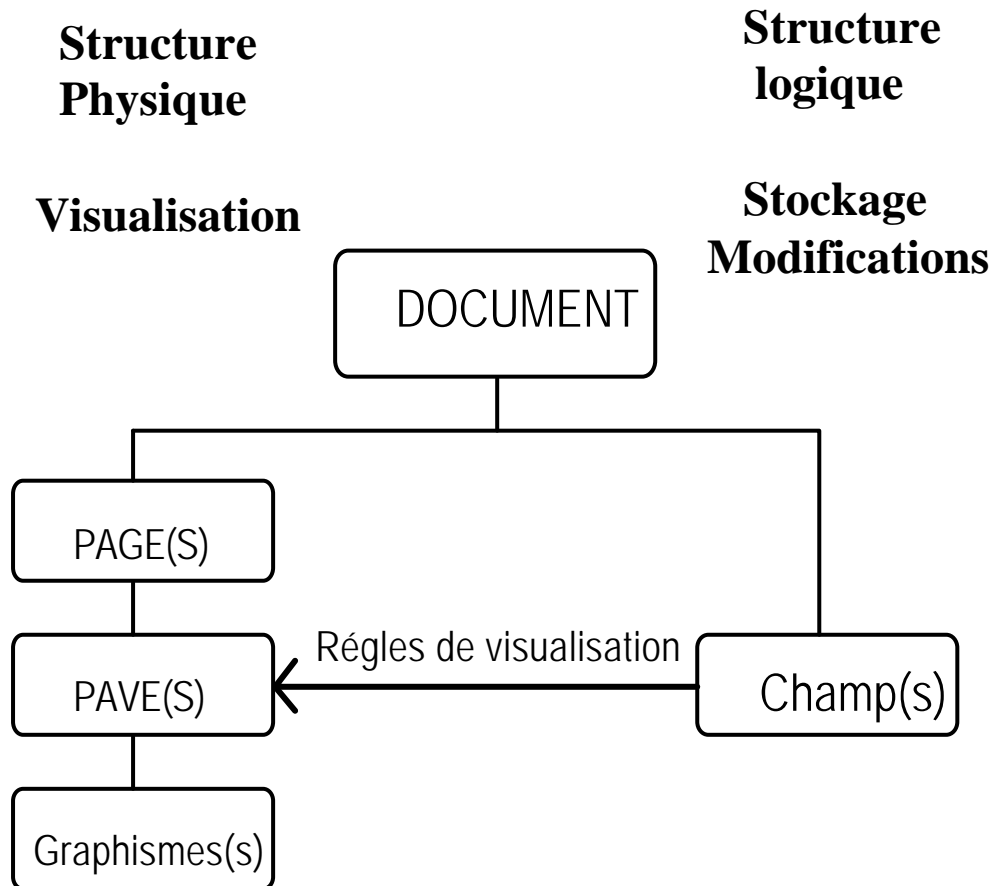 Structure
Physique
Structure
logique
Visualisation
Stockage
Modifications
DOCUMENT
PAGE(S)
Régles de visualisation
PAVE(S)
Champ(s)
Graphismes(s)